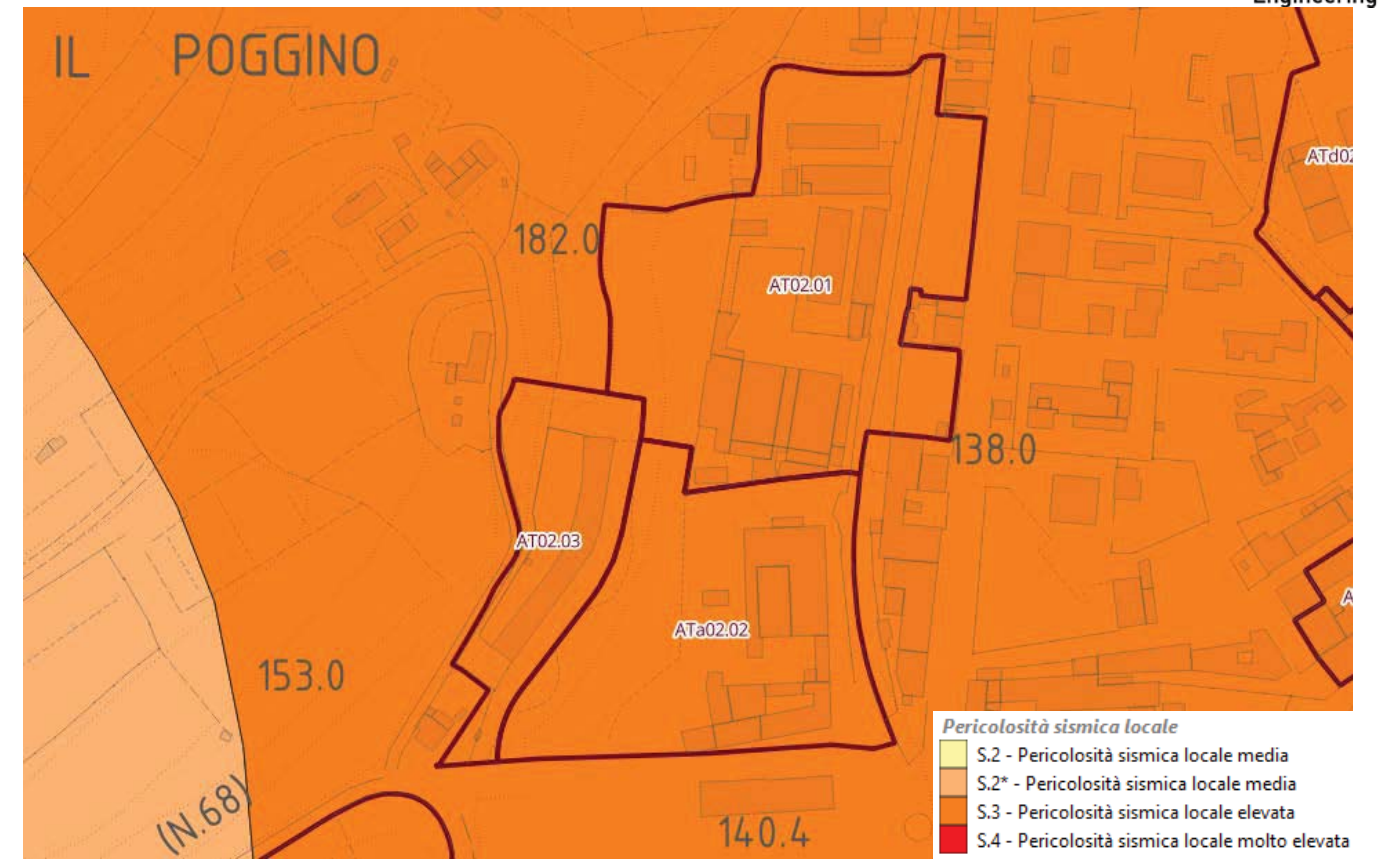 Engineering
IL POGGINO
ATd02
182.0
AT02.01
138.0
AT02.03
A
ATa02.02
153.0
(N.68)
140.4
Pericolosità sismica locale
S.2 - Pericolosità sismica locale media
S.2* - Pericolosità sismica locale media
S.3 - Pericolosità sismica locale elevata
S.4 - Pericolosità sismica locale molto elevata